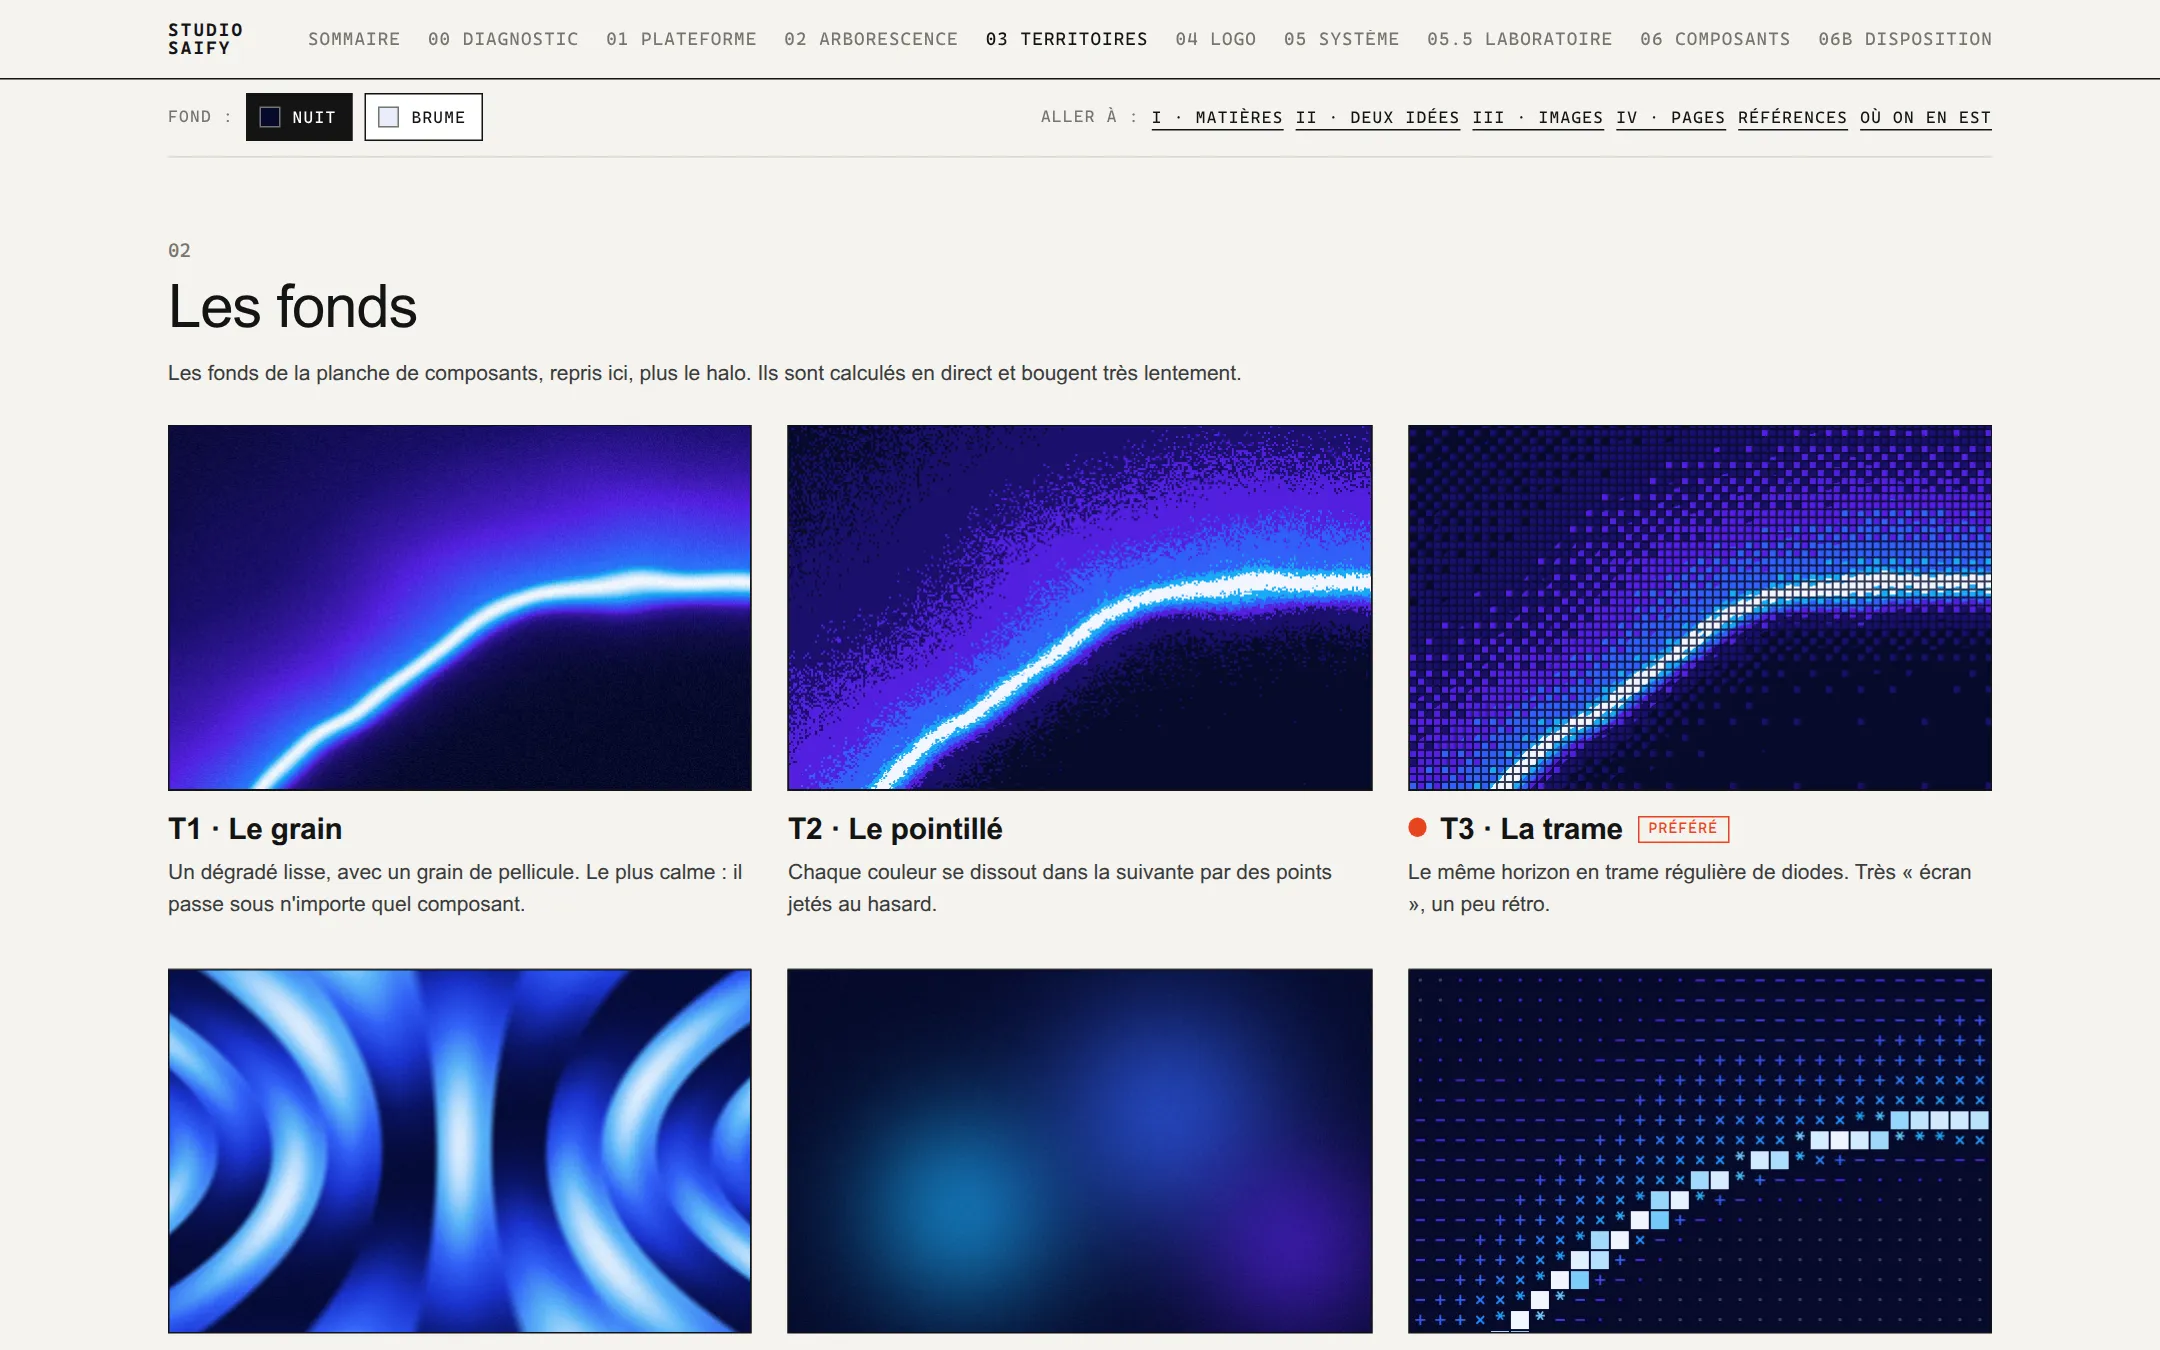 STUDIO
SAIFY
SOMMAIRE 00 DIAGNOSTIC 01 PLATEFORME 02 ARBORESCENCE 03 TERRITOIRES 04 LOGO 05 SYSTÈME 05.5 LABORATOIRE 06 COMPOSANTS 06B DISPOSITION
FOND : NUIT BRUME
ALLER À : I · MATIÈRES II · DEUX IDÉES III · IMAGES IV · PAGES RÉFÉRENCES OÙ ON EN EST
02
Les fonds
Les fonds de la planche de composants, repris ici, plus le halo. Ils sont calculés en direct et bougent très lentement.
T1 · Le grain
Un dégradé lisse, avec un grain de pellicule. Le plus calme : il
passe sous n'importe quel composant.
T2 · Le pointillé
Chaque couleur se dissout dans la suivante par des points
jetés au hasard.
T3 · La trame PRÉFÉRÉ
Le même horizon en trame régulière de diodes. Très « écran
», un peu rétro.